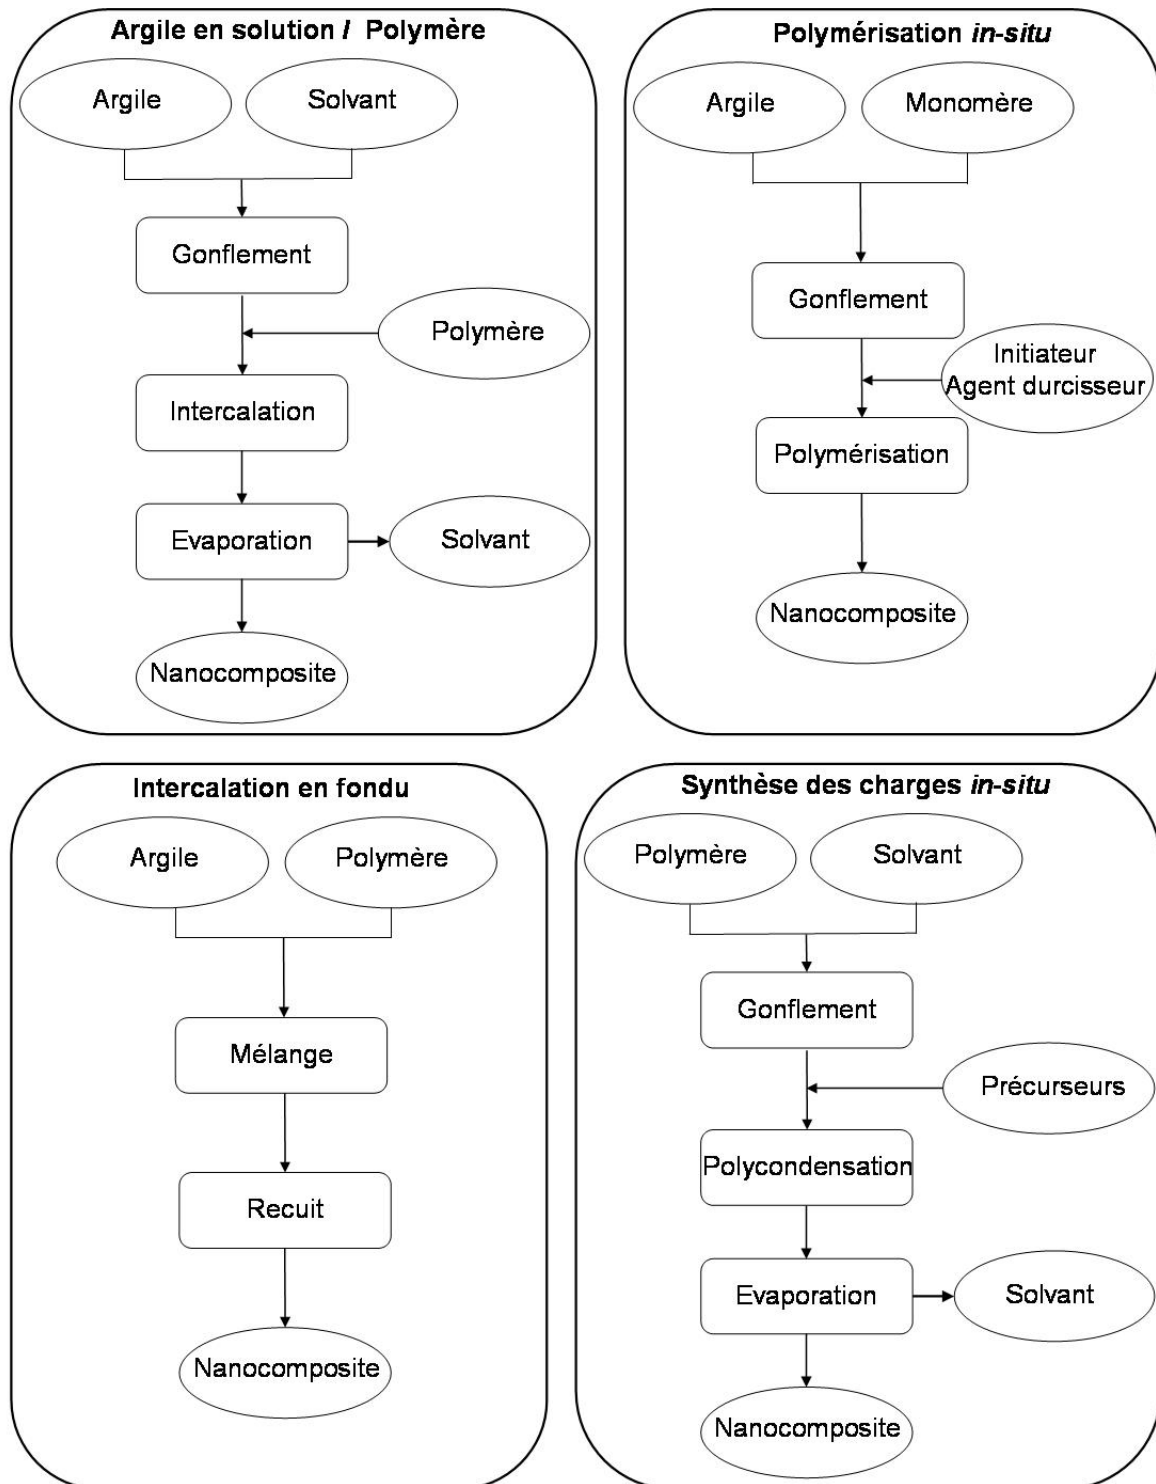 Argile en solution / Polymère
Argile
Solvant
Gonflement
Polymère
Intercalation
Evaporation
Solvant
Nanocomposite
Polymérisation in-situ
Argile
Monomère
Gonflement
Initiateur
Agent durcisseur
Polymérisation
Nanocomposite
Intercalation en fondu
Argile
Polymère
Mélange
Recuit
Nanocomposite
Synthèse des charges in-situ
Polymère
Solvant
Gonflement
Précurseurs
Polycondensation
Evaporation
Solvant
Nanocomposite